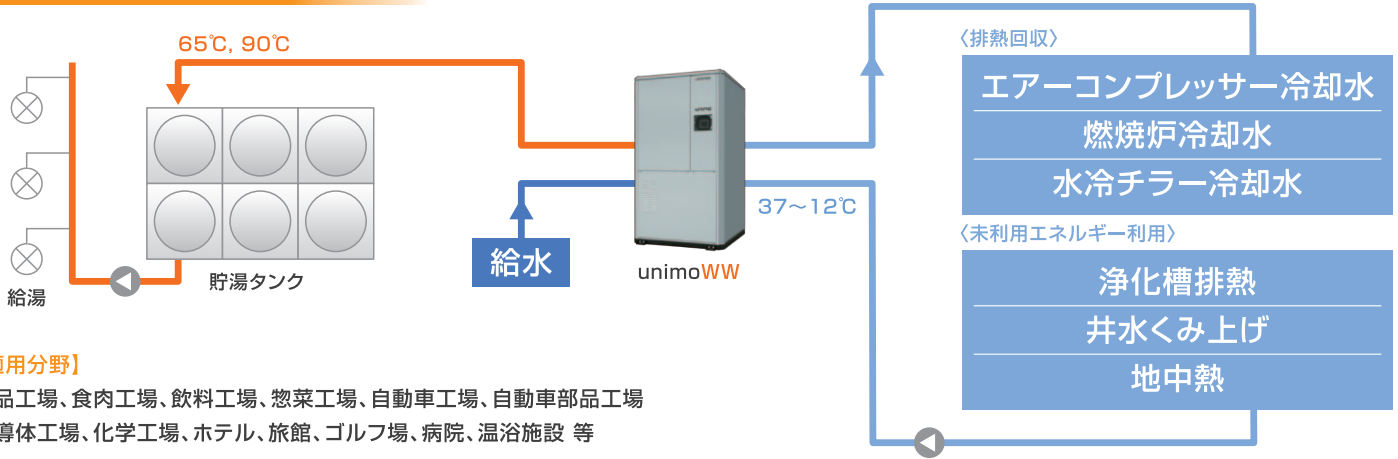 65℃, 90℃
給湯
貯湯タンク
給水
unimoWW
37〜12℃
〈排熱回収〉
エアーコンプレッサー冷却水
燃焼炉冷却水
水冷チラー冷却水
〈未利用エネルギー利用〉
浄化槽排熱
井水くみ上げ
地中熱
用分野】
品工場、食肉工場、飲料工場、惣菜工場、自動車工場、自動車部品工場
導体工場、化学工場、ホテル、旅館、ゴルフ場、病院、温浴施設 等